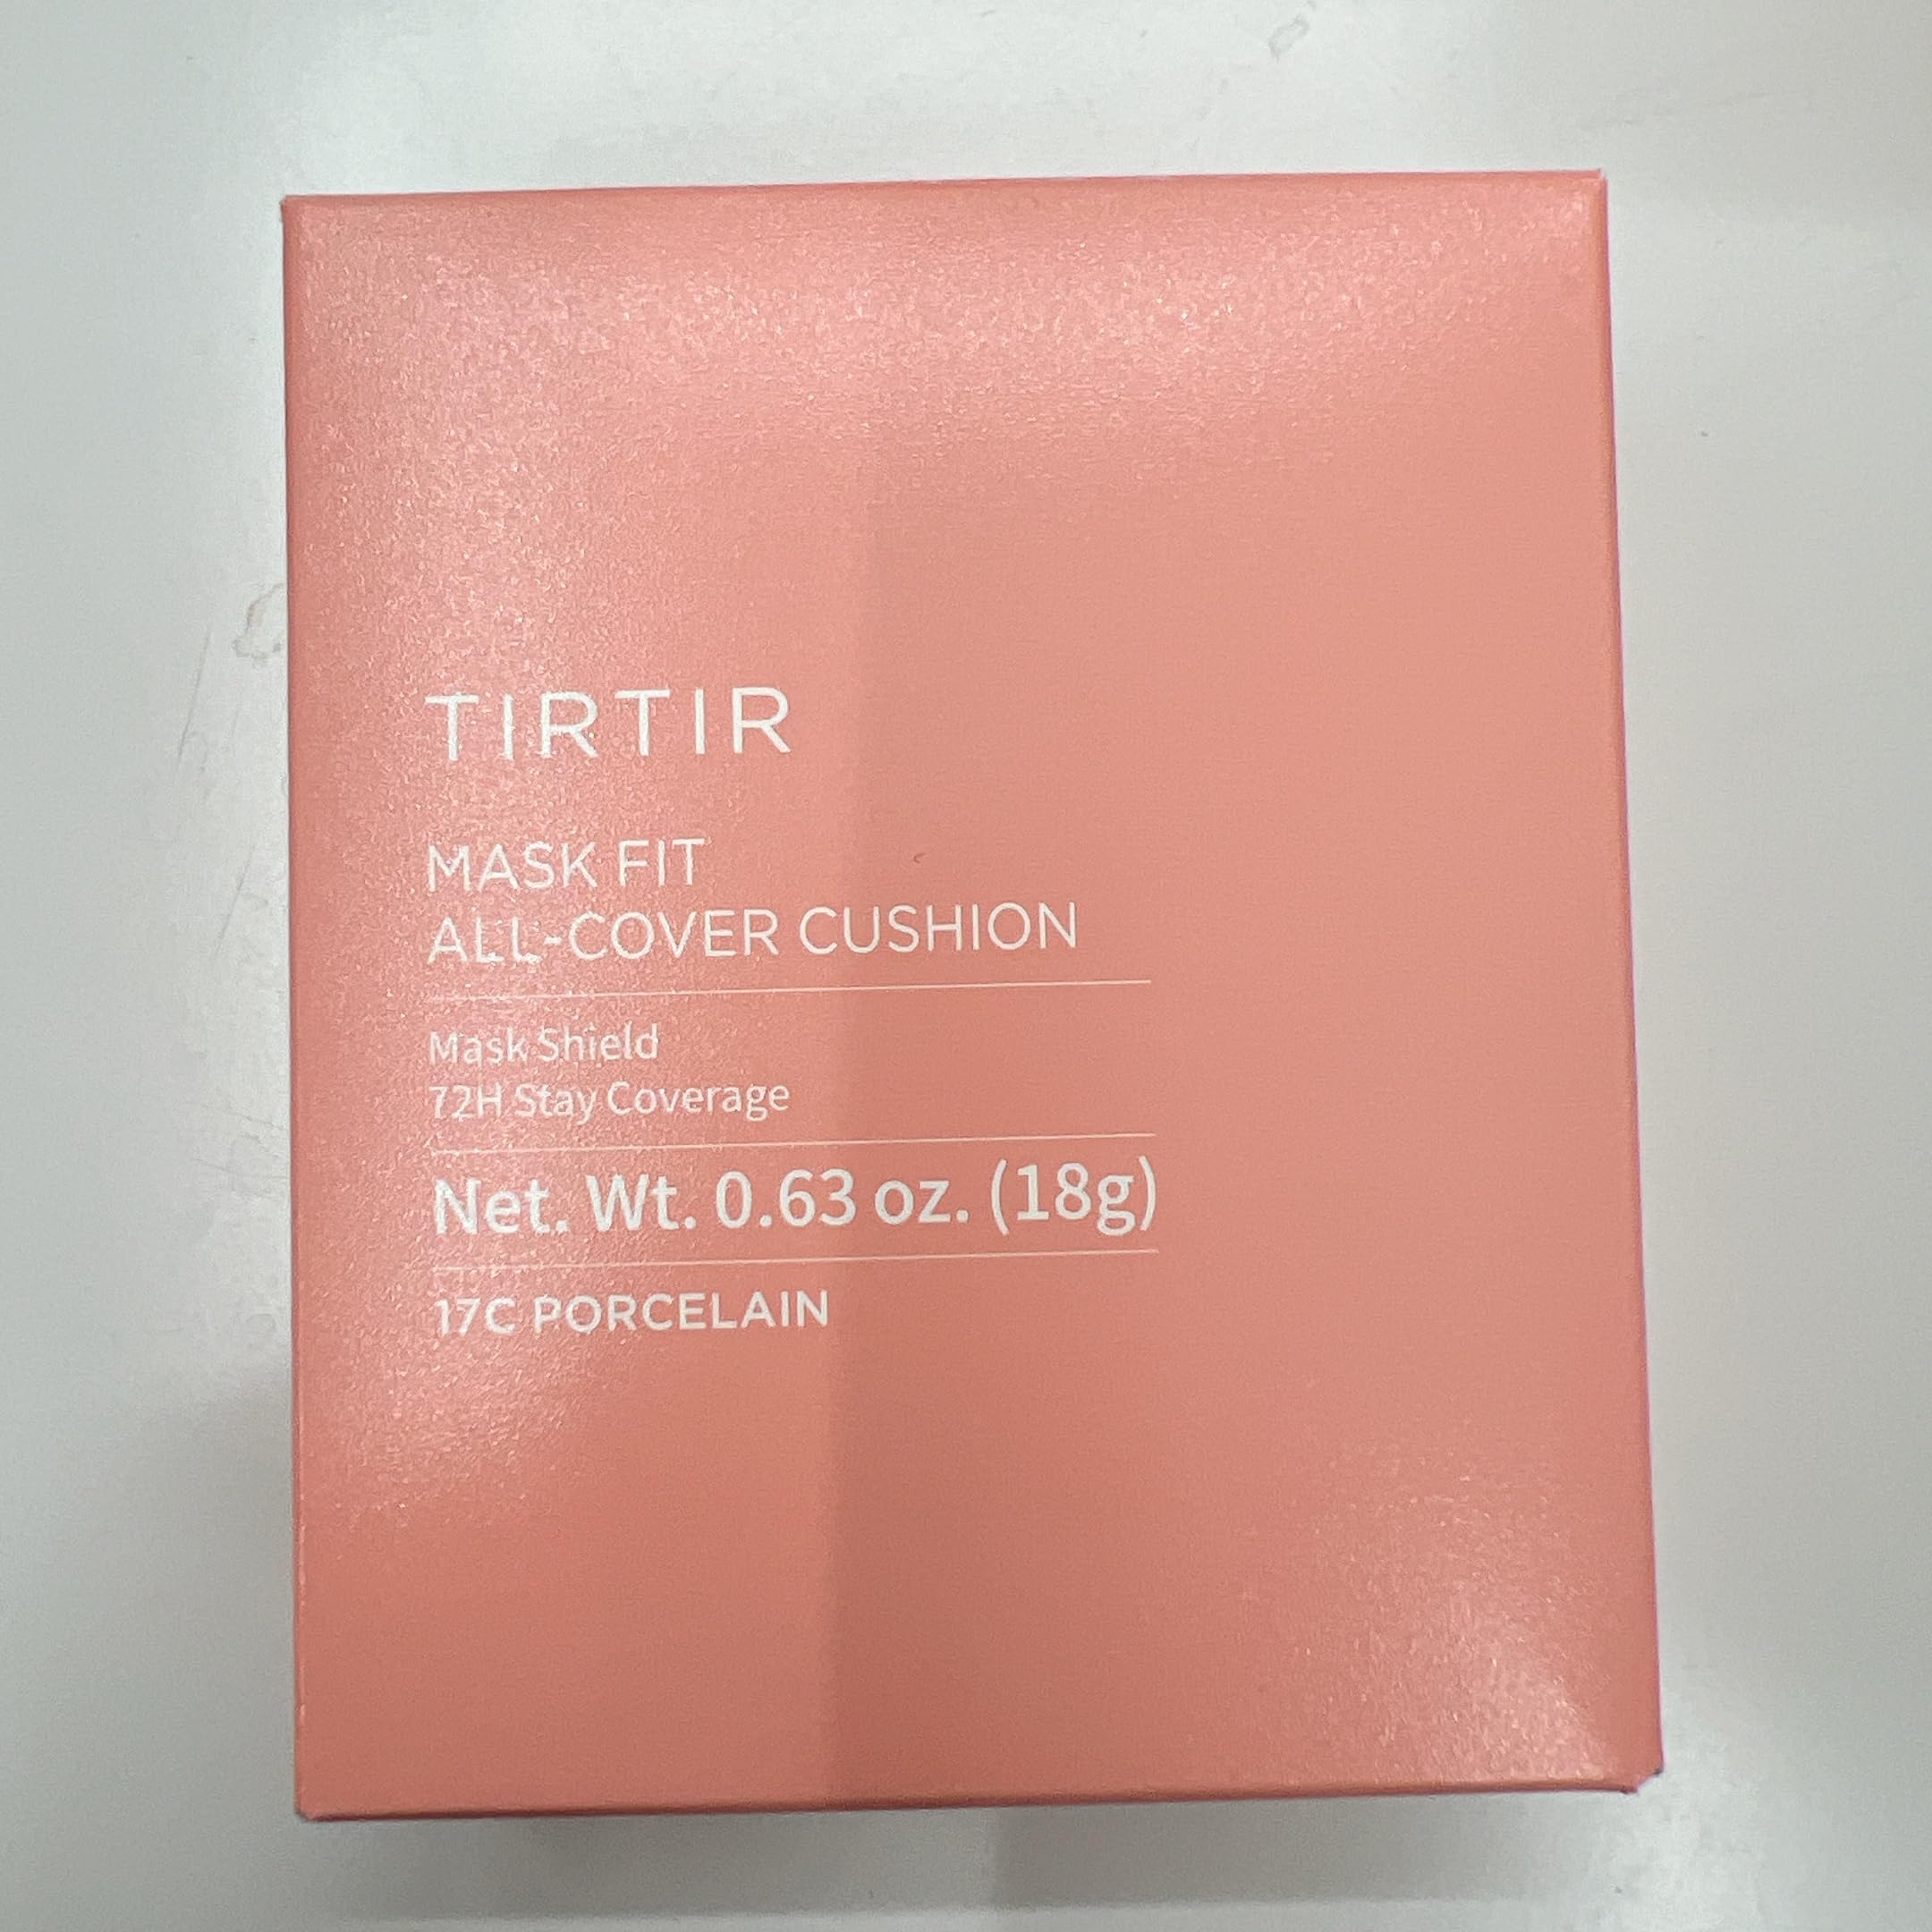 TIRTIR
MASK FIT
ALL-COVER CUSHION
Mask Shield
72H Stay Coverage
Net. Wt. 0.63 oz. (18g)
17C PORCELAIN